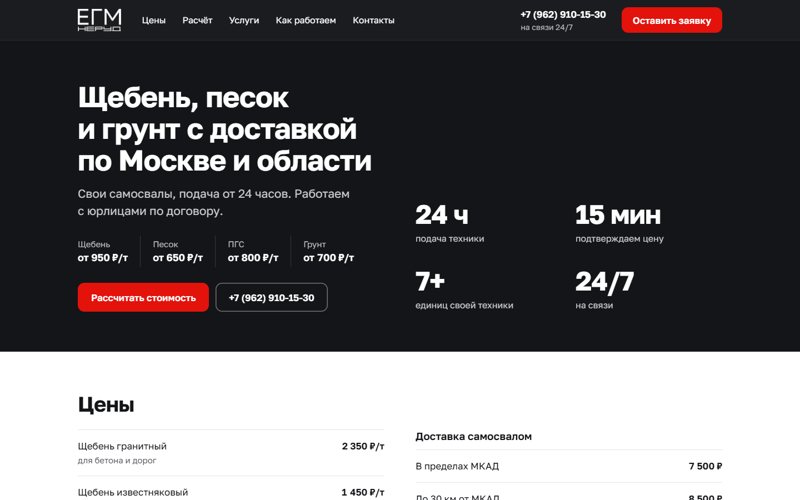 ЕГМ
НЕРУД
Цены
Расчёт
Услуги
Как работаем
Контакты
+7 (962) 910-15-30
на связи 24/7
Оставить заявку
Щебень, песок
и грунт с доставкой
по Москве и области
Свои самосвалы, подача от 24 часов. Работаем
с юрлицами по договору.
Щебень
от 950 ₽/т
Песок
от 650 ₽/т
ПГС
от 800 ₽/т
Грунт
от 700 ₽/т
Рассчитать стоимость
+7 (962) 910-15-30
24 ч
подача техники
15 мин
подтверждаем цену
7+
единиц своей техники
24/7
на связи
Цены
Щебень гранитный
2 350 ₽/т
для бетона и дорог
Щебень известняковый
1 450 ₽/т
Доставка самосвалом
В пределах МКАД
7 500 ₽
До 30 км от МКАД
8 500 ₽